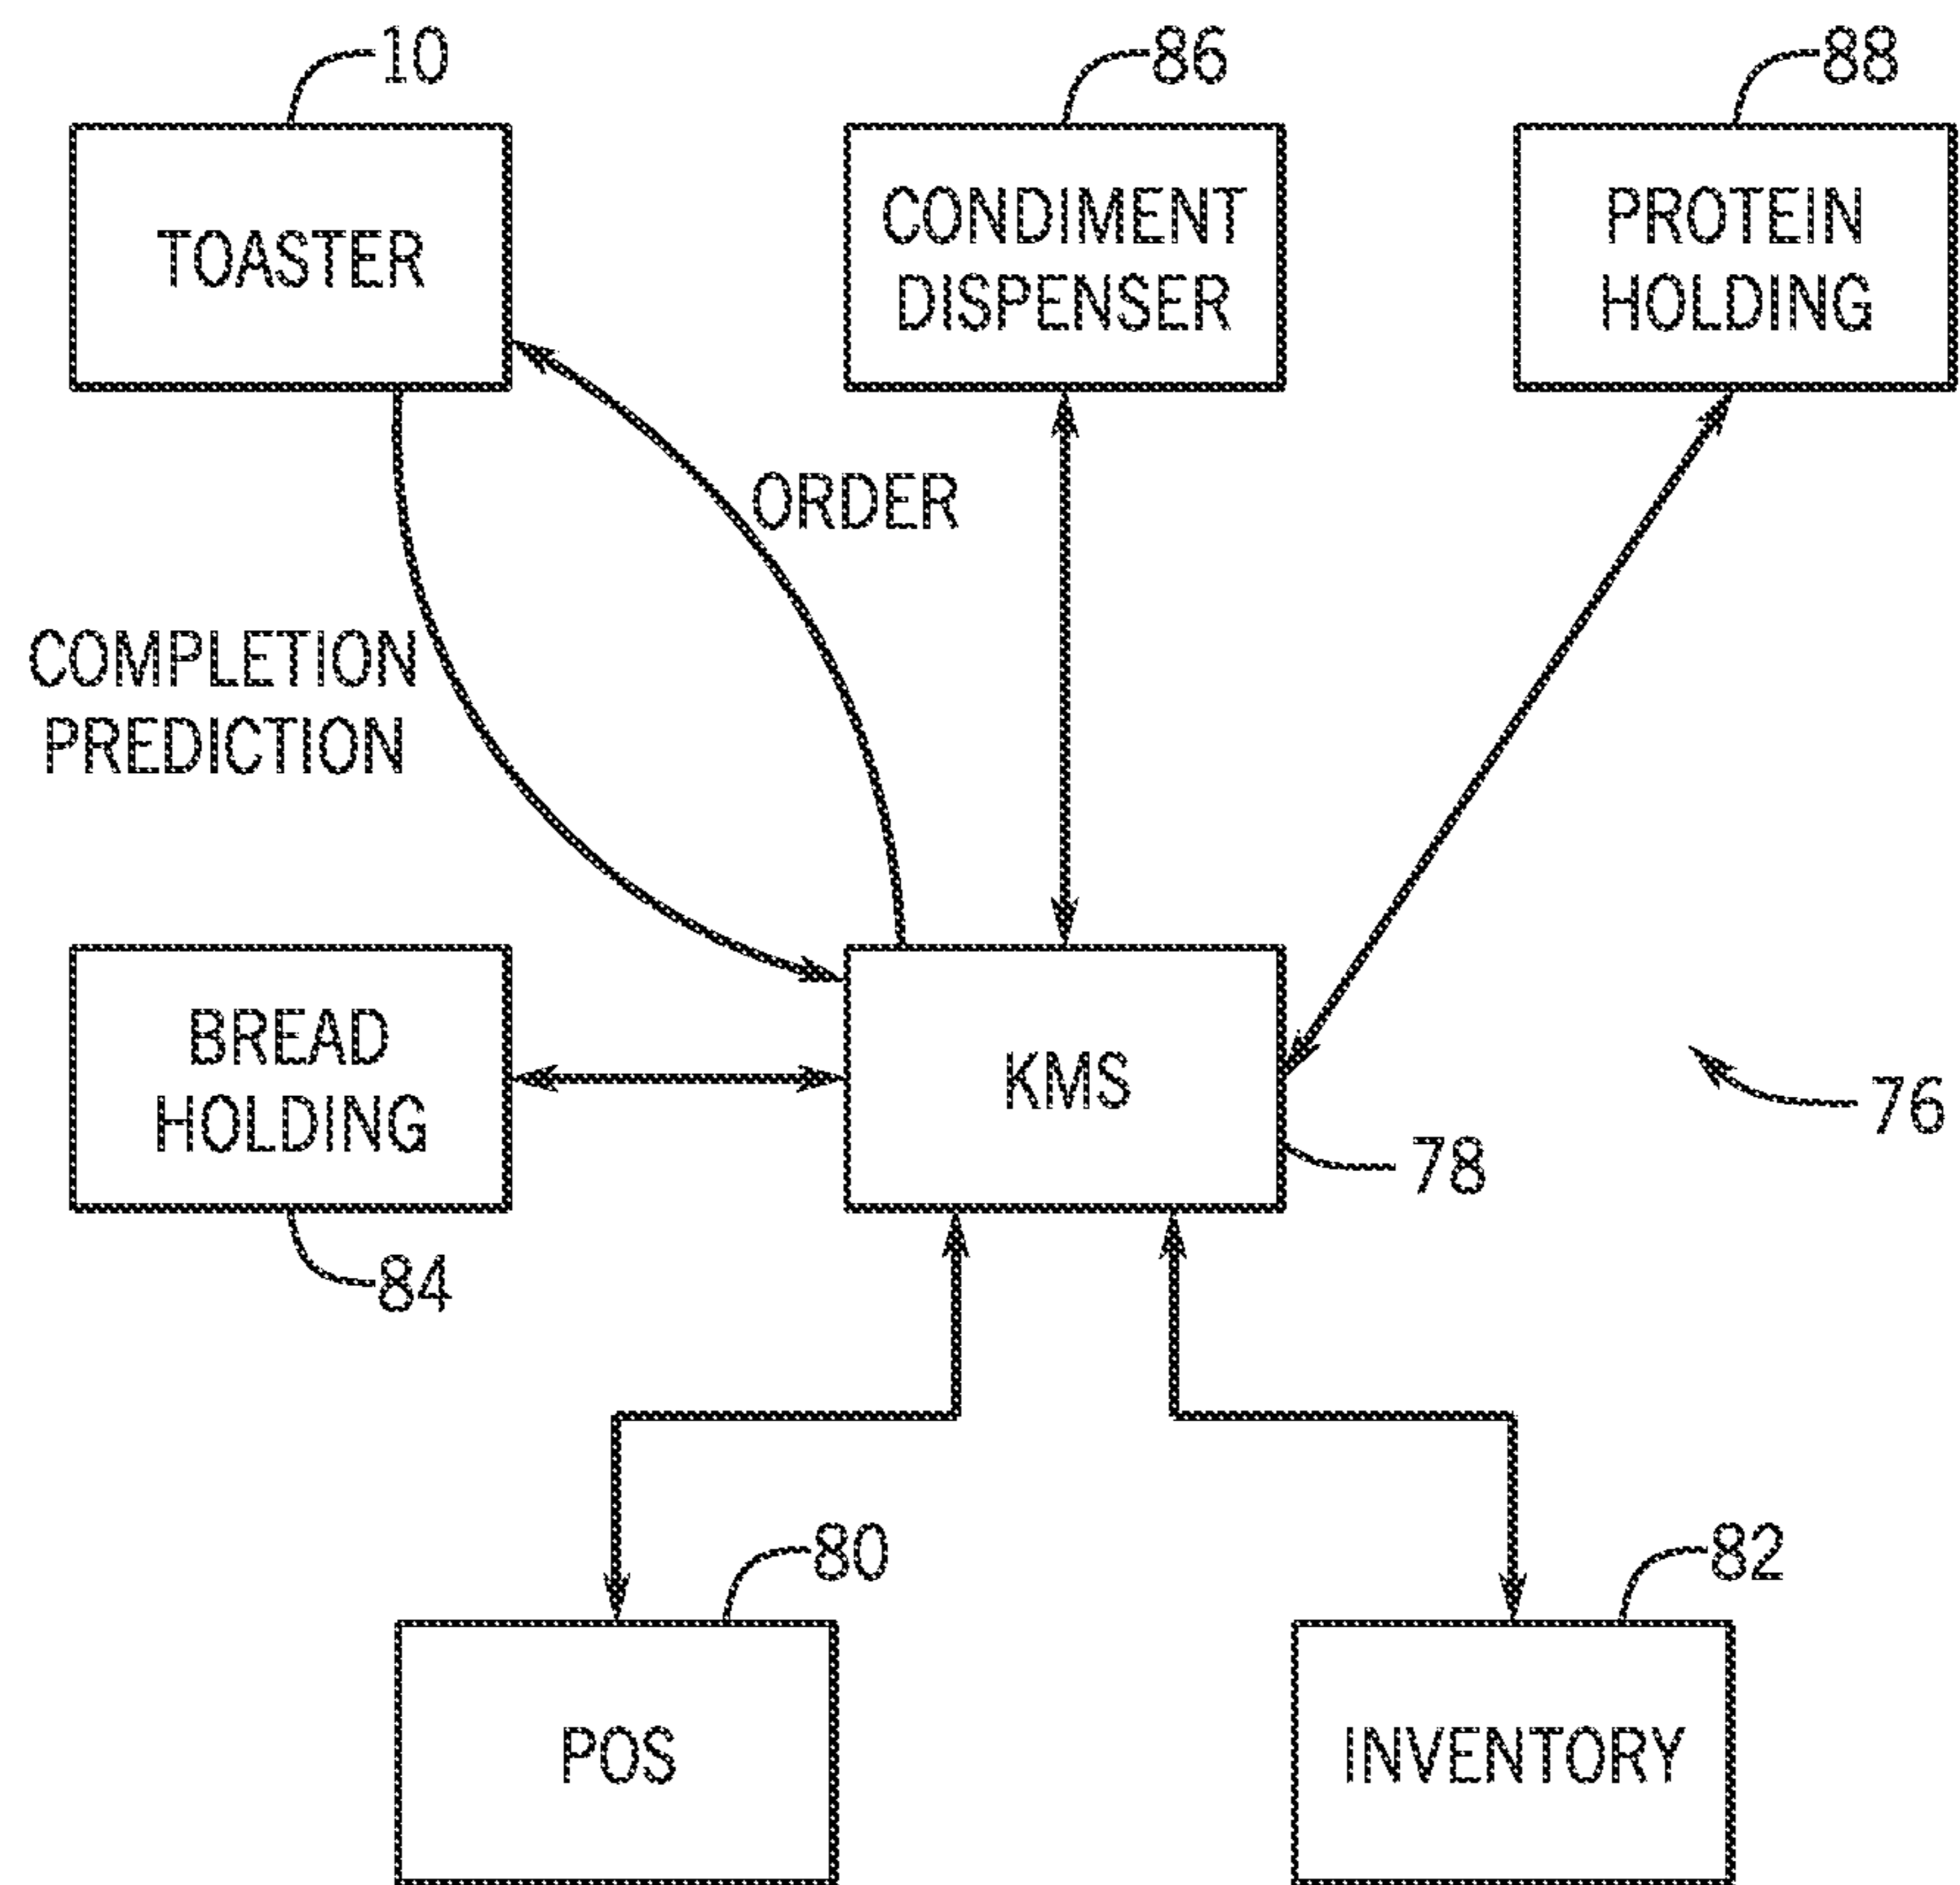 10
86
88
TOASTER
CONDIMENT
DISPENSER
PROTEIN
HOLDING
ORDER
COMPLETION
PREDICTION
BREAD
HOLDING
KMS
76
78
84
80
82
POS
INVENTORY